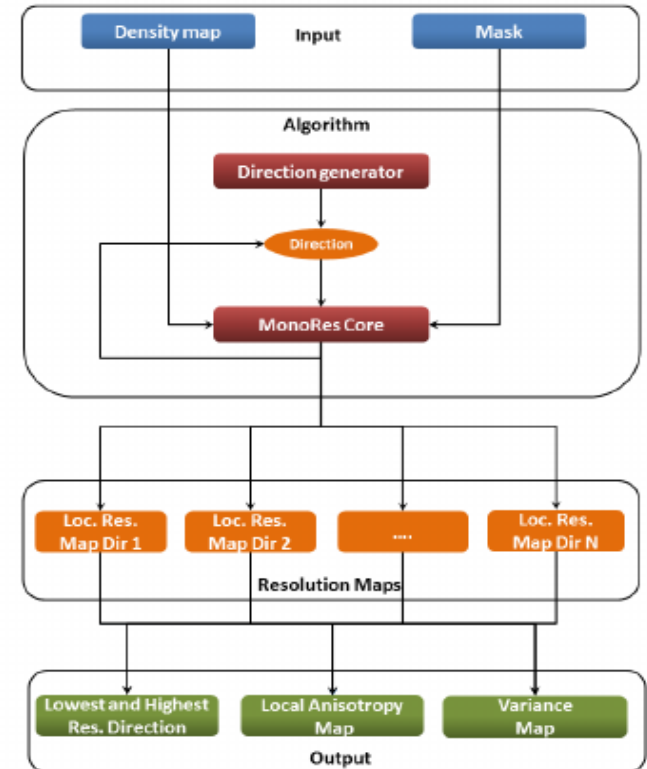 Density map
Input
Mask
Algorithm
Direction generator
Direction
MonoRes Core
Loc. Res.
Map Dir 1
Loc. Res.
Map Dir 2
....
Loc. Res.
Map Dir N
Resolution Maps
Lowest and Highest
Res. Direction
Local Anisotropy
Map
Variance
Map
Output